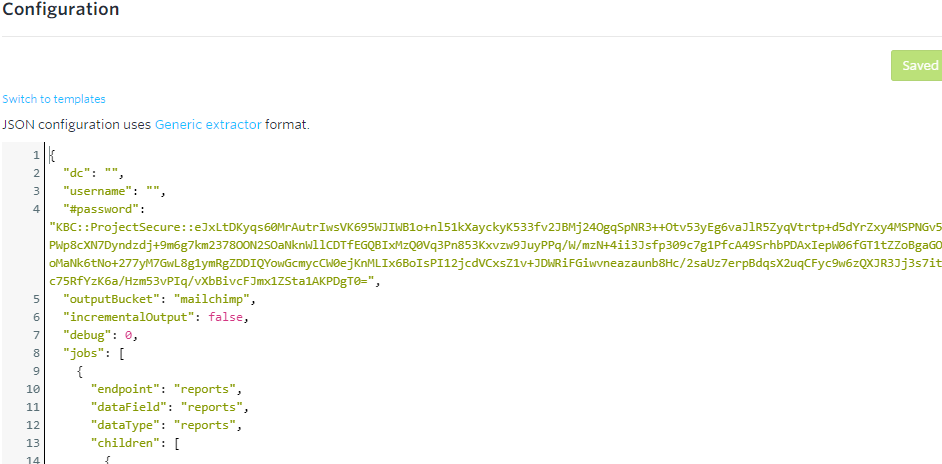 Configuration
Saved
Switch to templates
JSON configuration uses Generic extractor format.
1 {
2 "dc": "",
3 "username": "",
4 "#password":
"KBC::ProjectSecure::eJxLtDKyqs60MrAutrIwsVK695WJIWB1o+nl51kXayckyK533fv2JBMj24OgqSpNR3++Otv53yEg6vaJlR5ZyqVtrtp+d5dYrZxy4MSPNGv5
PWp8cXN7Dyndzdj+9m6g7km2378OON2SOaNknWllCDTfEGQBIxMzQ0Vq3Pn853Kxvzw9JuyPPq/W/mzN+4ii3Jsfp309c7g1PfcA49SrhbPDAxIepW06fGT1tZZoBgaGO
oMaNk6tNo+277yM7GwL8g1ymRgZDDIQYowGcmycCW0ejKnMLIx6BoIsPI12jcdVCxsZ1v+JDWRiFGiwvneazaunb8Hc/2saUz7erpBdqsX2uqCFyc9w6zQXJR3Jj3s7it
c75RfYzK6a/Hzm53vPIq/vXbBivcFJmx1ZSta1AKPDgT0=",
5 "outputBucket": "mailchimp",
6 "incrementalOutput": false,
7 "debug": 0,
8 "jobs": [
9 {
10 "endpoint": "reports",
11 "dataField": "reports",
12 "dataType": "reports",
13 "children": [
14 {